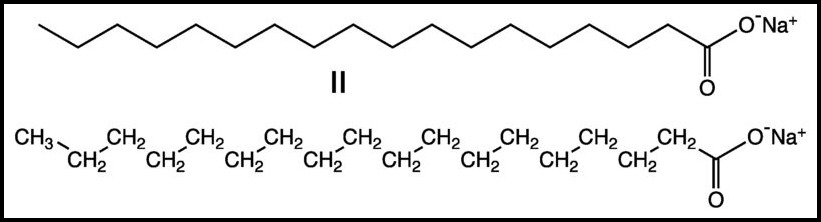 O⁻Na⁺
O
II
CH₃ CH₂ CH₂ CH₂ CH₂ CH₂ CH₂ CH₂ CH₂ O⁻Na⁺
CH₂ CH₂ CH₂ CH₂ CH₂ CH₂ CH₂ CH₂
O